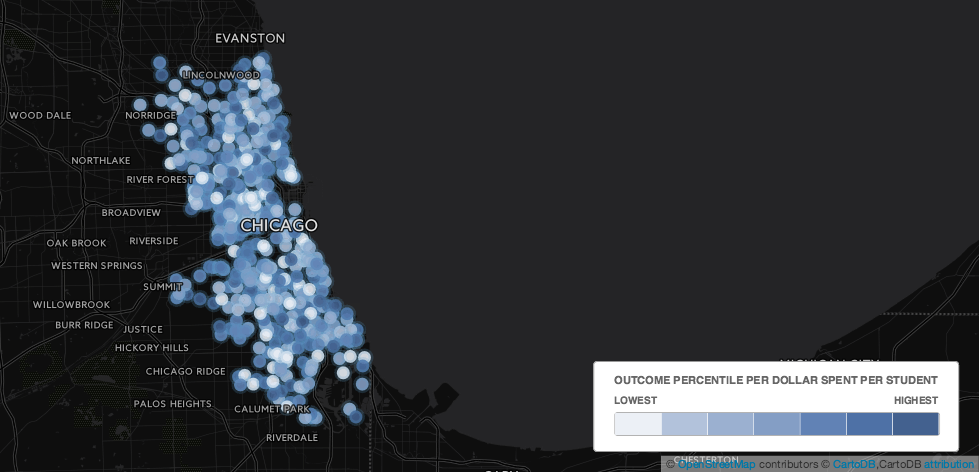 EVANSTON
LINCOLNWOOD
WOOD DALE
NORRIDGE
NORTHLAKE
RIVER FOREST
BROADVIEW
CHICAGO
OAK BROOK
RIVERSIDE
WESTERN SPRINGS
SUMMIT
WILLOWBROOK
BURR RIDGE
JUSTICE
HICKORY HILLS
CHICAGO RIDGE
PALOS HEIGHTS
CALUMET PARK
RIVERDALE
OUTCOME PERCENTILE PER DOLLAR SPENT PER STUDENT
LOWEST HIGHEST
CHESTERTON
© OpenStreetMap contributors © CartoDB,CartoDB attribution